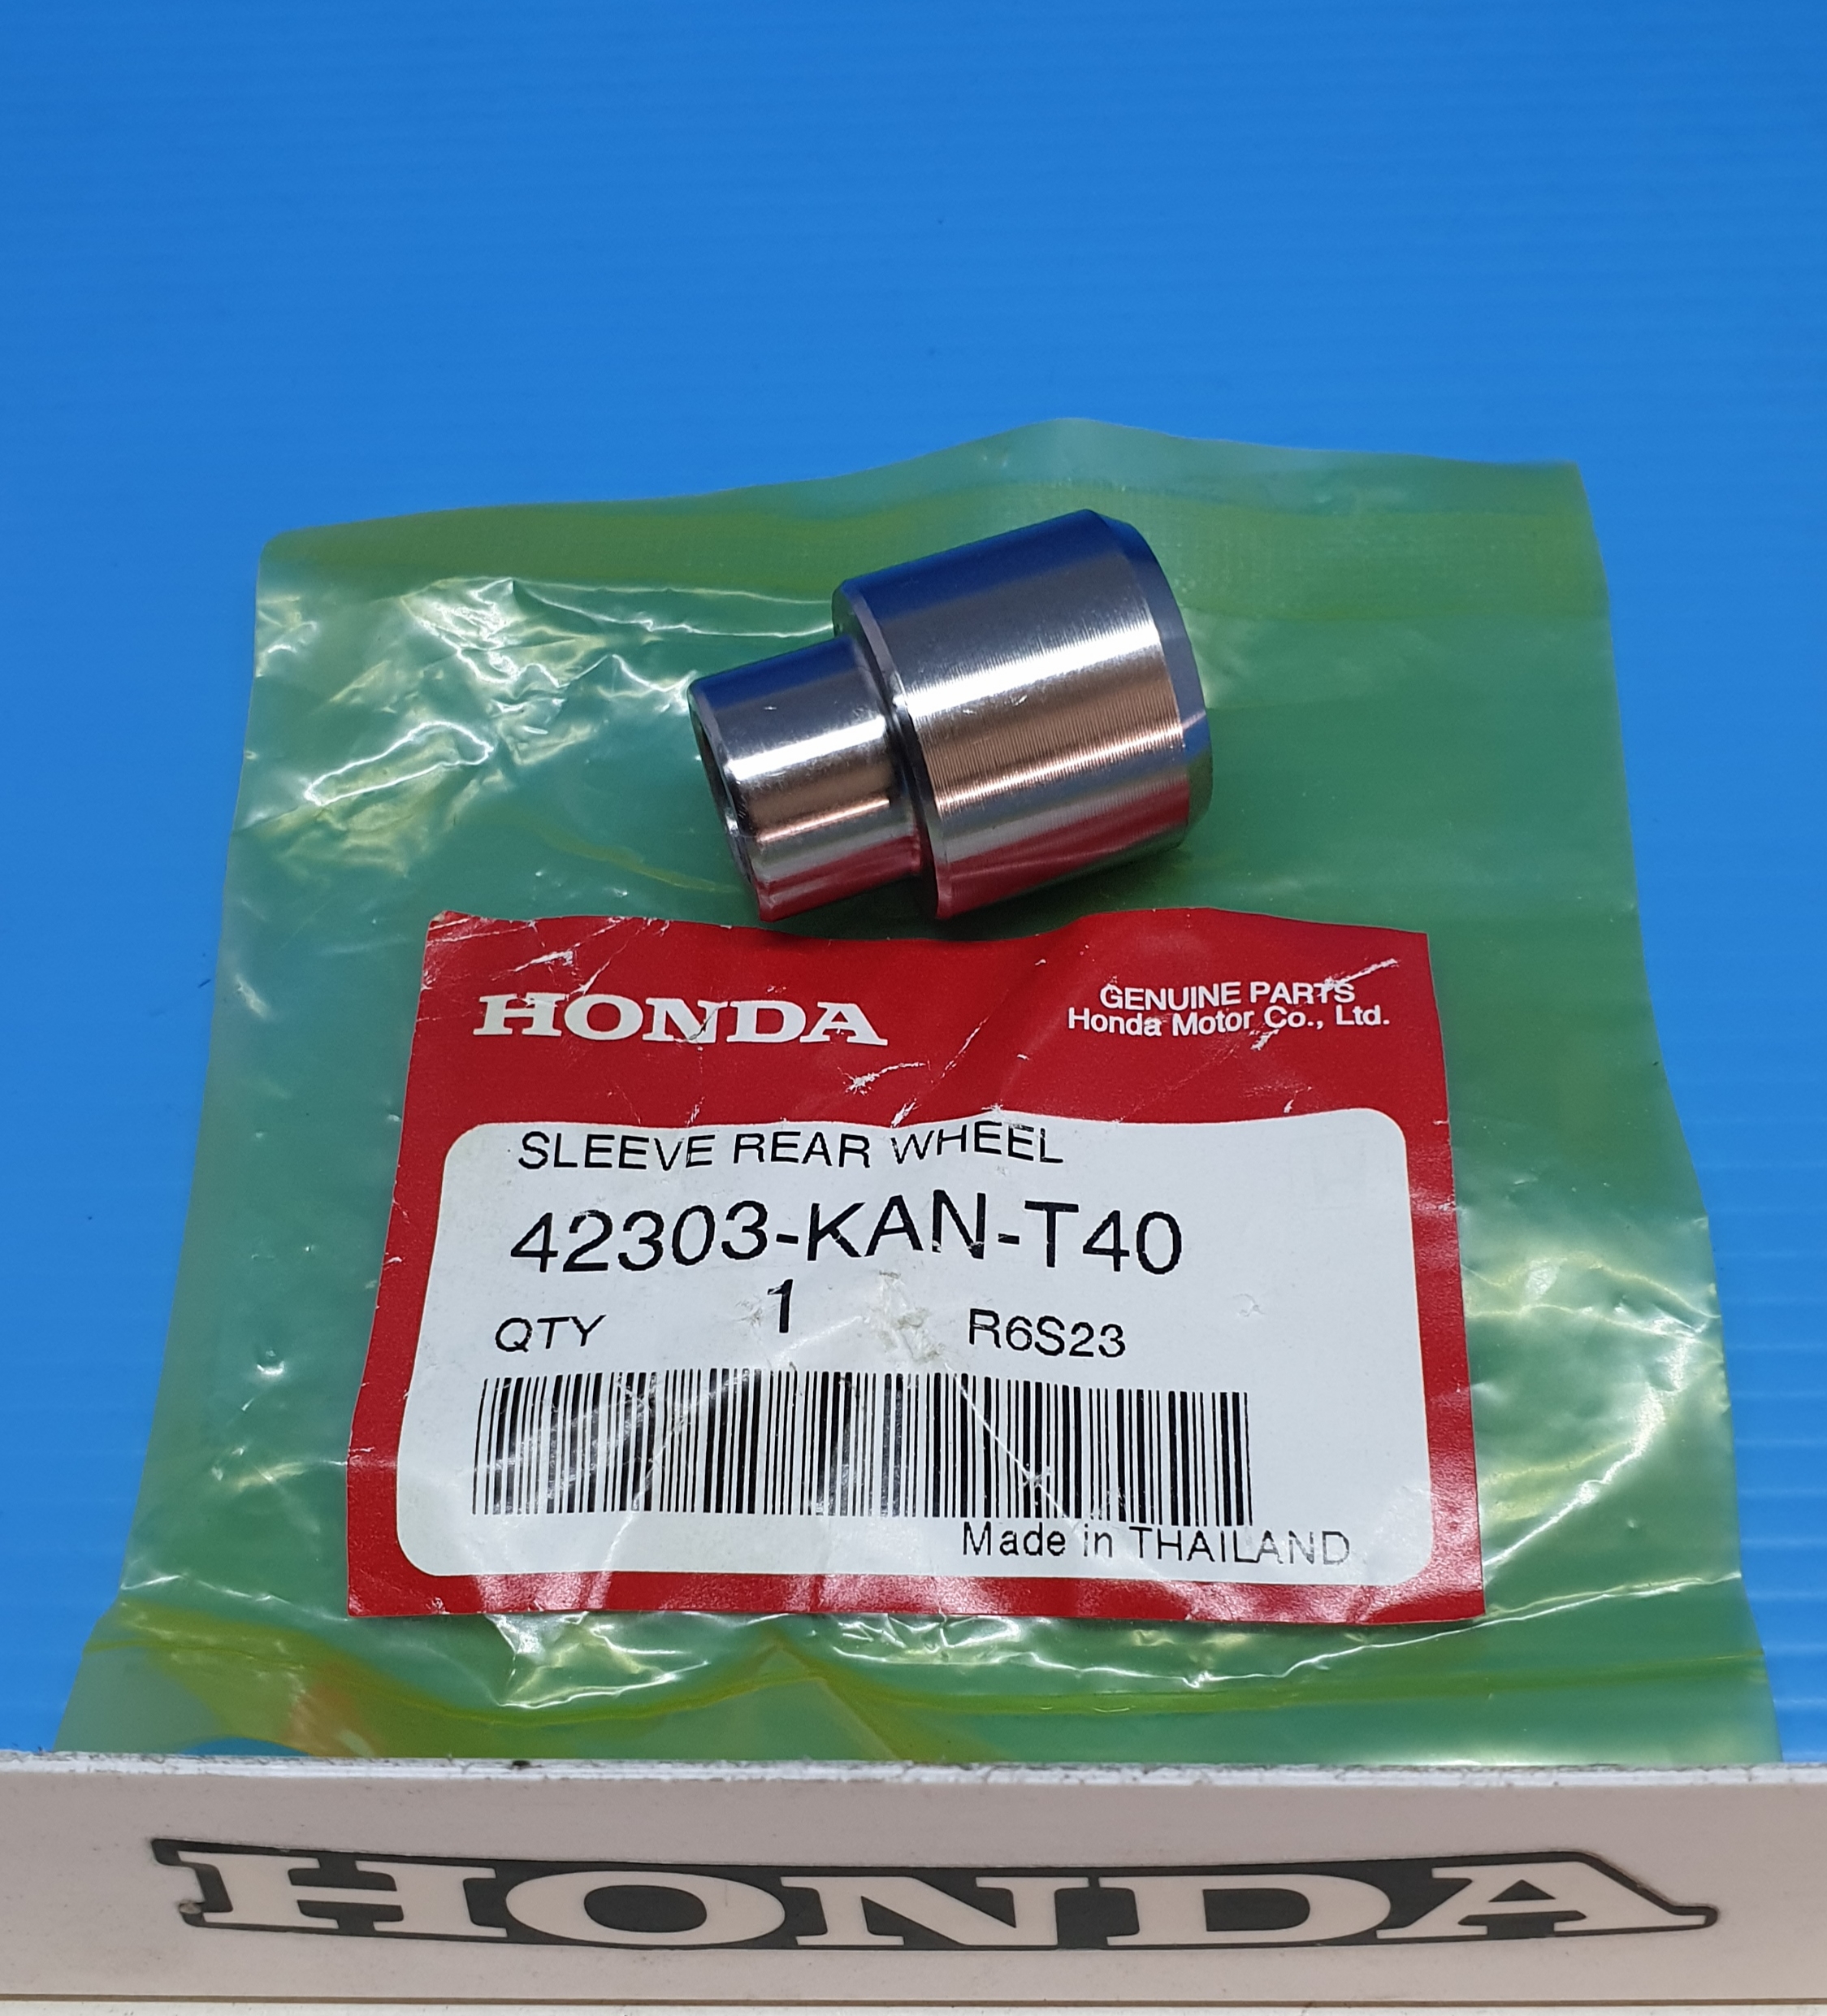 HONDA
GENUINE PARTS
Honda Motor Co., Ltd.
SLEEVE REAR WHEEL
42303-KAN-T40
QTY 1 R6S23
Made in THAILAND
HONDA